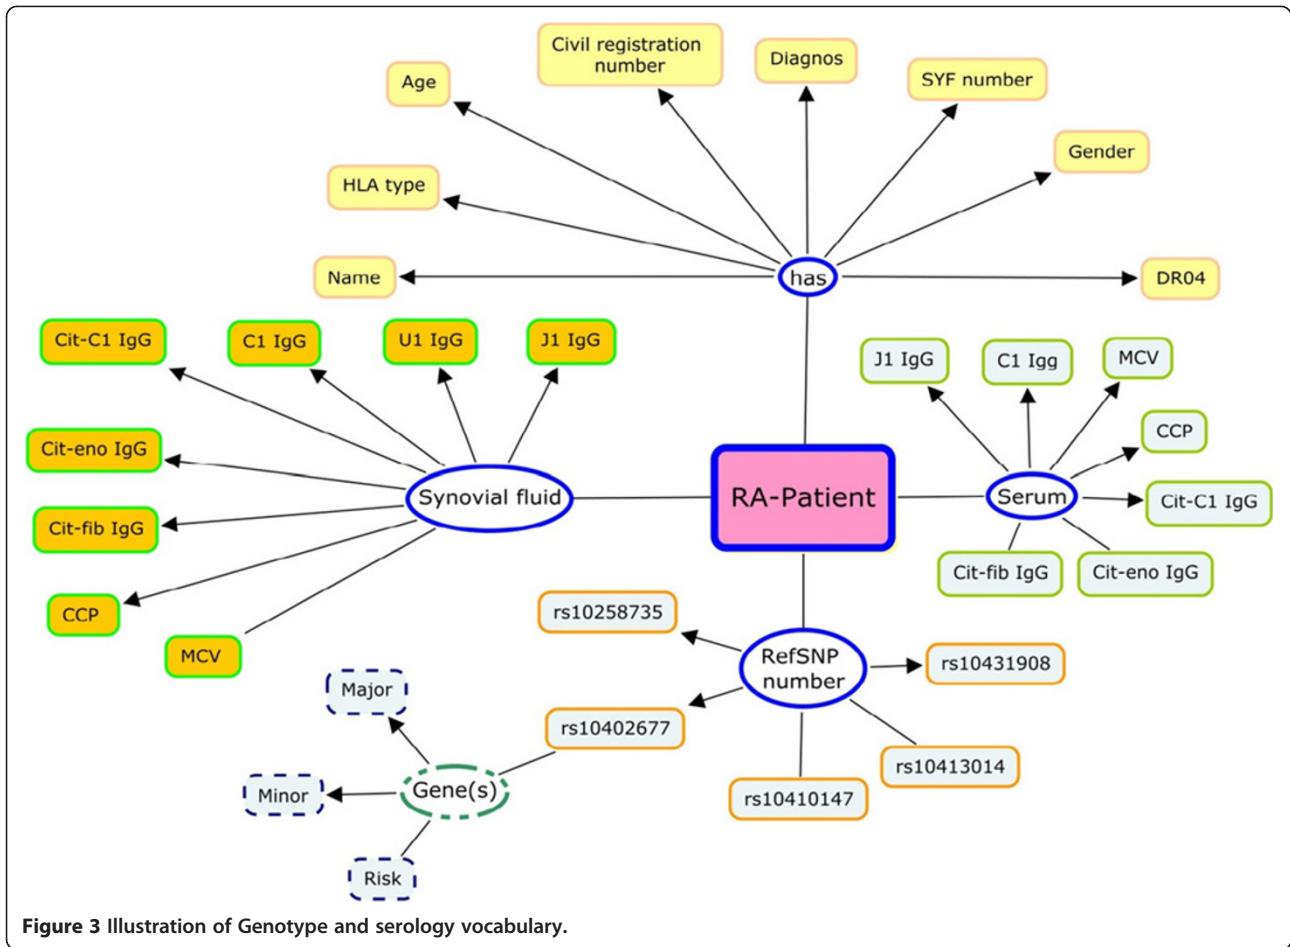 Civil registration
number
Diagnos
Age
SYF number
Gender
HLA type
Name
has
DR04
Cit-C1 IgG
C1 IgG
U1 IgG
J1 IgG
J1 IgG
C1 Igg
MCV
Cit-eno IgG
CCP
Synovial fluid
RA-Patient
Serum
Cit-C1 IgG
Cit-fib IgG
Cit-fib IgG
Cit-eno IgG
CCP
MCV
rs10258735
RefSNP
number
rs10431908
Major
rs10402677
rs10413014
Gene(s)
Minor
rs10410147
Risk
Figure 3 Illustration of Genotype and serology vocabulary.